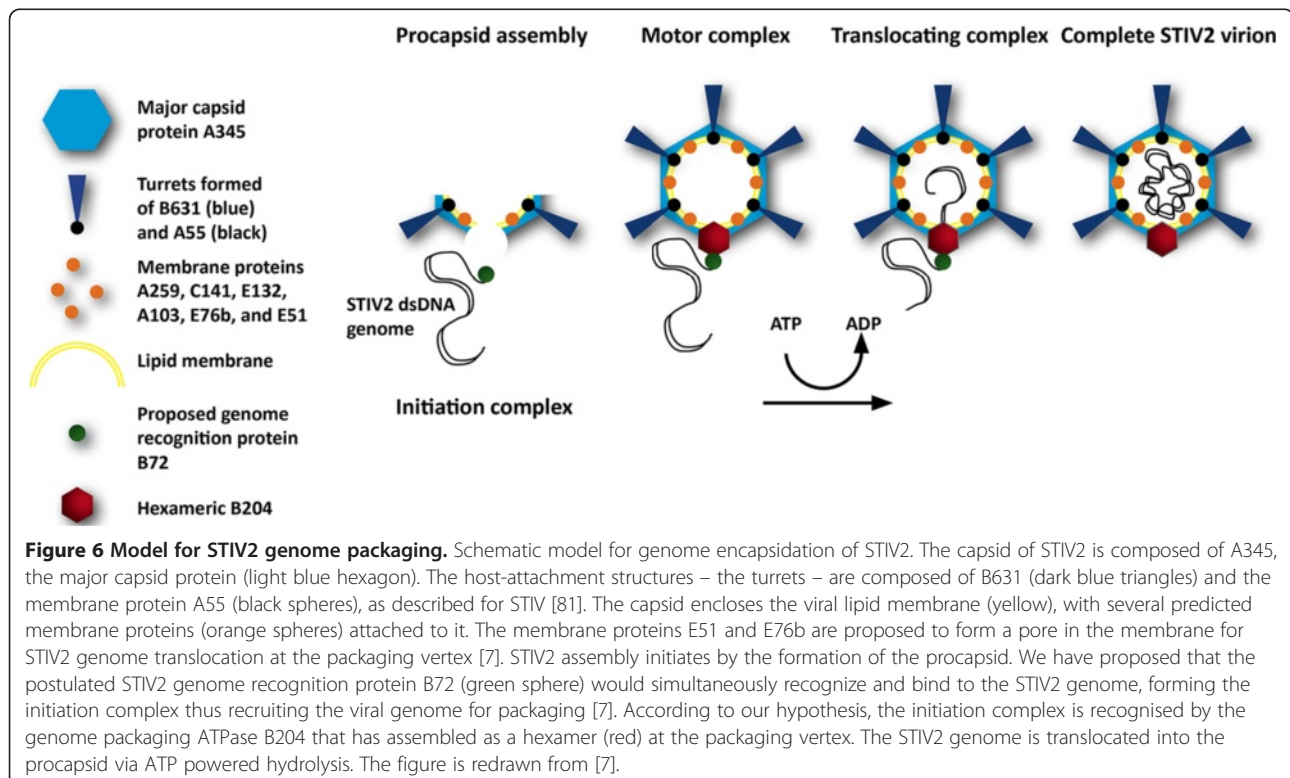 Procapsid assembly
Motor complex
Translocating complex
Complete STIV2 virion
Major capsid
protein A345
Turrets formed
of B631 (blue)
and A55 (black)
Membrane proteins
A259, C141, E132,
A103, E76b, and E51
Lipid membrane
Proposed genome
recognition protein
B72
Hexameric B204
STIV2 dsDNA
genome
Initiation complex
ATP
ADP
Figure 6 Model for STIV2 genome packaging. Schematic model for genome encapsidation of STIV2. The capsid of STIV2 is composed of A345,
the major capsid protein (light blue hexagon). The host-attachment structures – the turrets – are composed of B631 (dark blue triangles) and the
membrane protein A55 (black spheres), as described for STIV [81]. The capsid encloses the viral lipid membrane (yellow), with several predicted
membrane proteins (orange spheres) attached to it. The membrane proteins E51 and E76b are proposed to form a pore in the membrane for
STIV2 genome translocation at the packaging vertex [7]. STIV2 assembly initiates by the formation of the procapsid. We have proposed that the
postulated STIV2 genome recognition protein B72 (green sphere) would simultaneously recognize and bind to the STIV2 genome, forming the
initiation complex thus recruiting the viral genome for packaging [7]. According to our hypothesis, the initiation complex is recognised by the
genome packaging ATPase B204 that has assembled as a hexamer (red) at the packaging vertex. The STIV2 genome is translocated into the
procapsid via ATP powered hydrolysis. The figure is redrawn from [7].